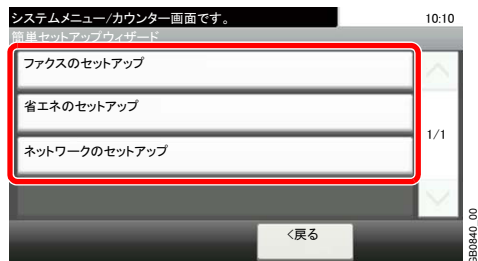 システムメニュー/カウンター画面です。
10:10
簡単セットアップウィザード
ファクスのセットアップ
省エネのセットアップ
1/1
ネットワークのセットアップ
<戻る
GB0840_00